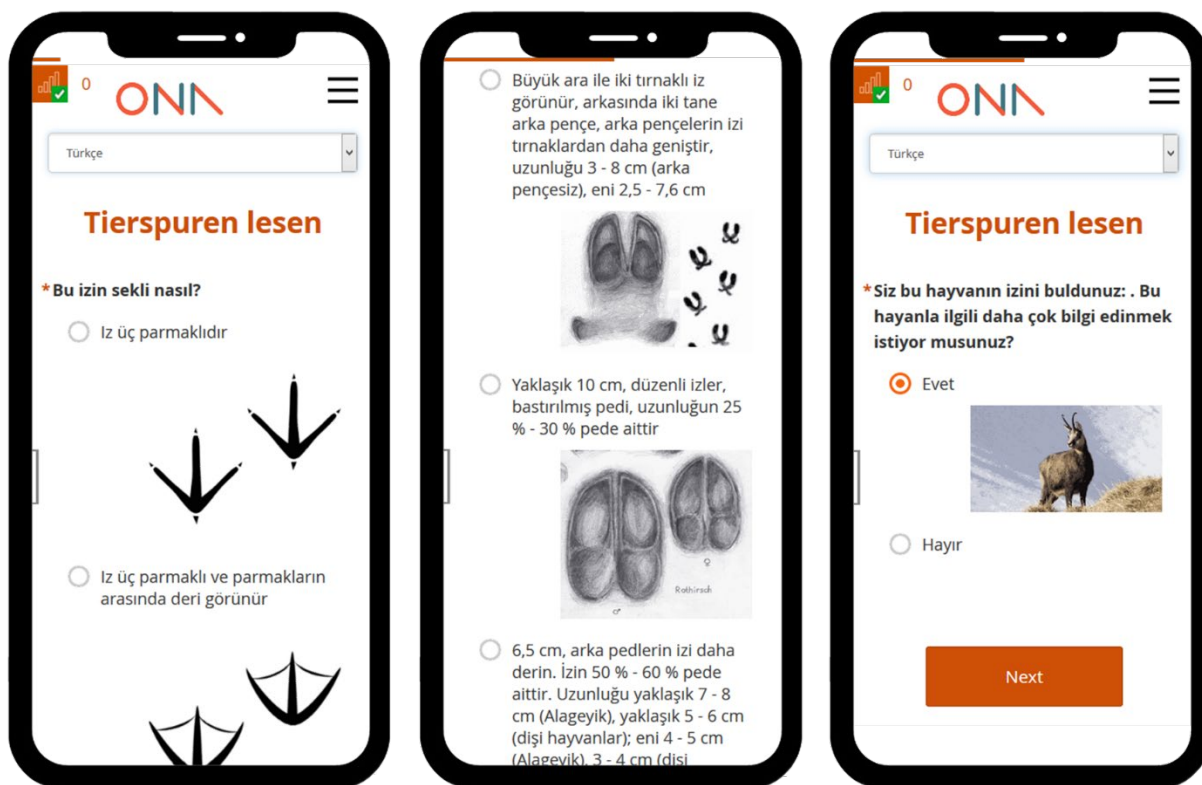 0
ONA
Türkçe
Tierspuren lesen
*Bu izin sekli nasıl?
Iz üç parmaklıdır
Iz üç parmaklı ve parmakların
arasında deri görünür
Büyük ara ile iki tırnaklı iz
görünür, arkasında iki tane
arka pençe, arka pençelerin izi
tırnaklardan daha geniştir,
uzunluğu 3 - 8 cm (arka
pençesiz), eni 2,5 - 7,6 cm
Yaklaşık 10 cm, düzenli izler,
bastırılmış pedi, uzunluğun 25
% - 30 % pede aittir
♀
Rothirsch
♂
6,5 cm, arka pedlerin izi daha
derin. İzin 50 % - 60 % pede
aittir. Uzunluğu yaklaşık 7 - 8
cm (Alageyik), yaklaşık 5 - 6 cm
(dişi hayvanlar); eni 4 - 5 cm
(Alageyik), 3 - 4 cm (dişi
0
ONA
Türkçe
Tierspuren lesen
*Siz bu hayvanın izini buldunuz: . Bu
hayanla ilgili daha çok bilgi edinmek
istiyor musunuz?
Evet
Hayır
Next